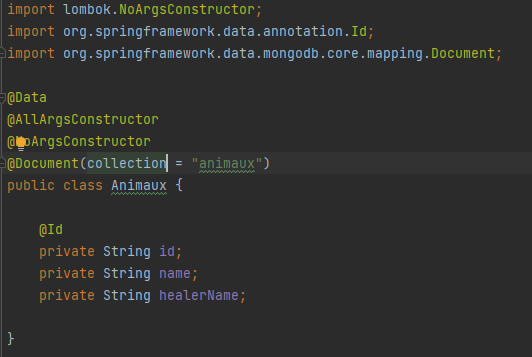 import lombok.NoArgsConstructor;
import org.springframework.data.annotation.Id;
import org.springframework.data.mongodb.core.mapping.Document;
@Data
@AllArgsConstructor
@NoArgsConstructor
@Document(collection = "animaux")
public class Animaux {
@Id
private String id;
private String name;
private String healerName;
}